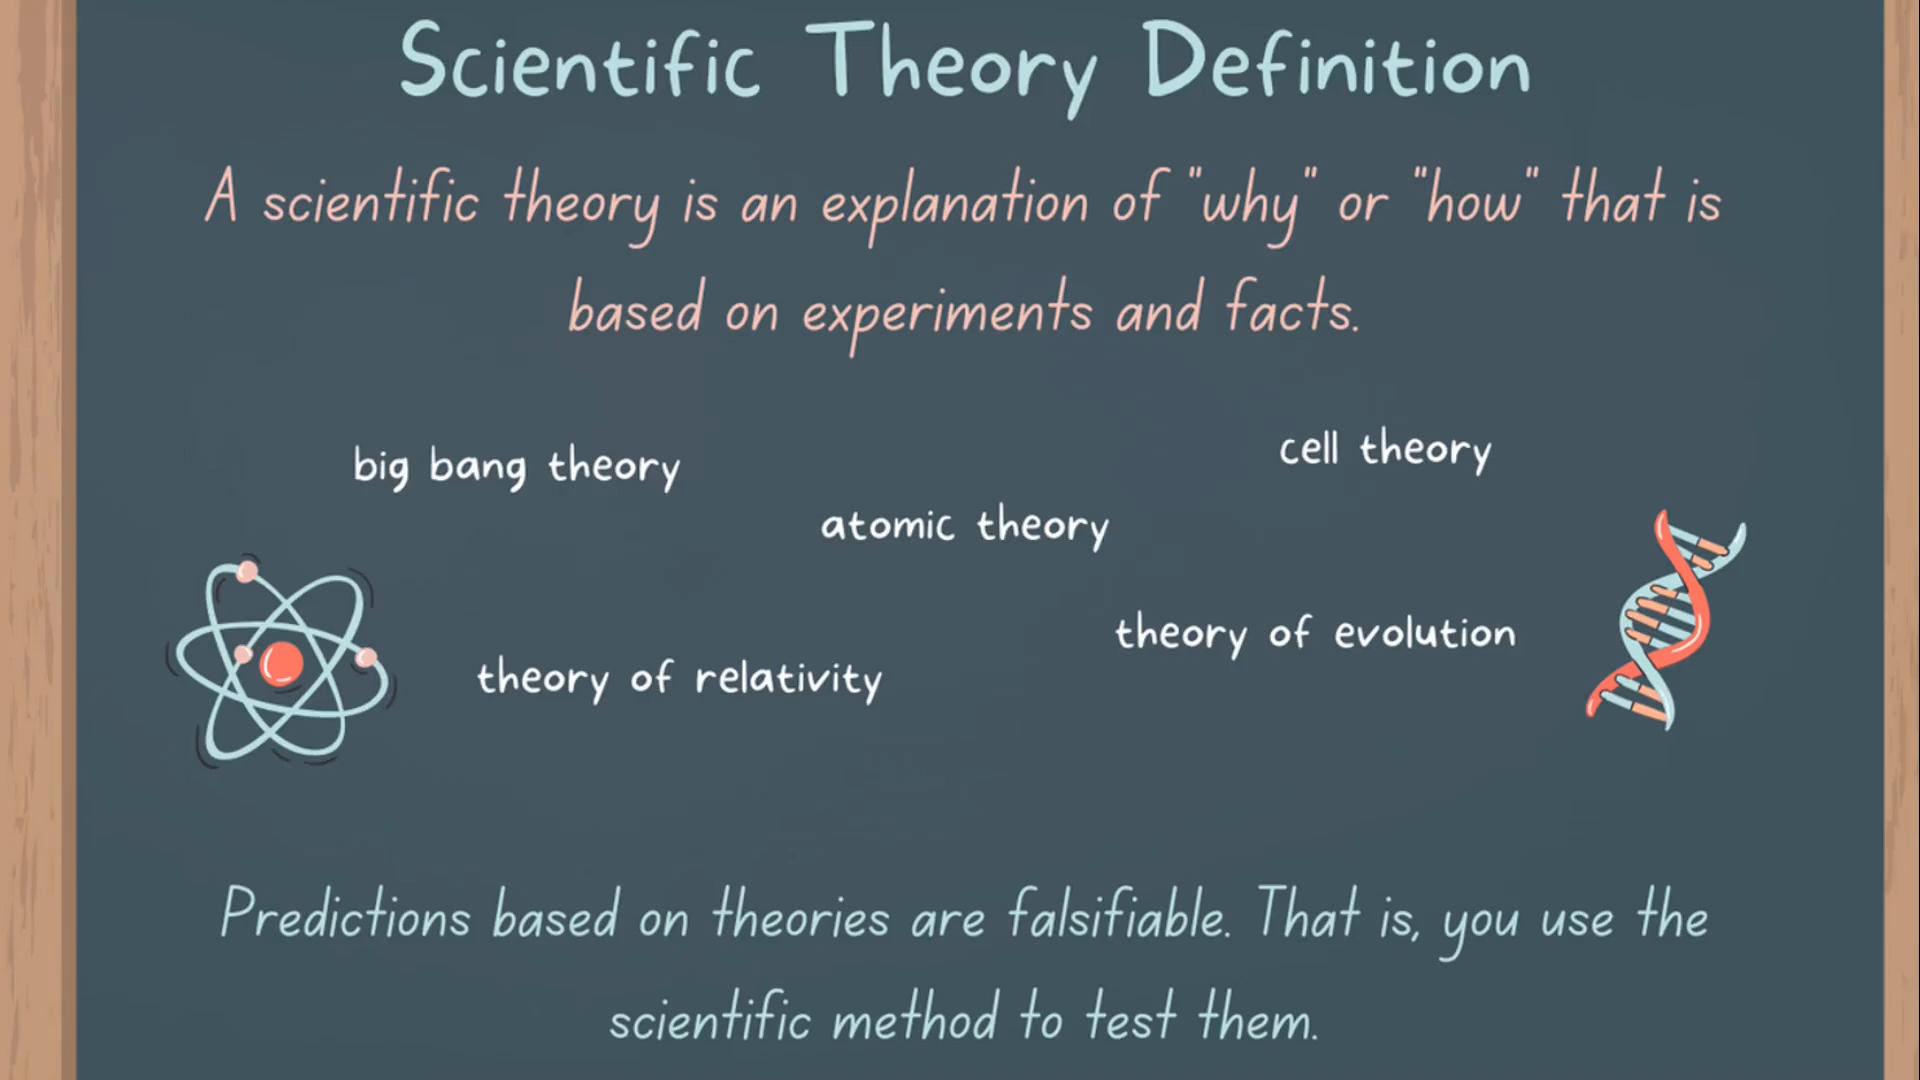 Scientific Theory Definition
A scientific theory is an explanation of "why" or "how" that is
based on experiments and facts.
big bang theory
cell theory
atomic theory
theory of evolution
theory of relativity
Predictions based on theories are falsifiable. That is, you use the
scientific method to test them.